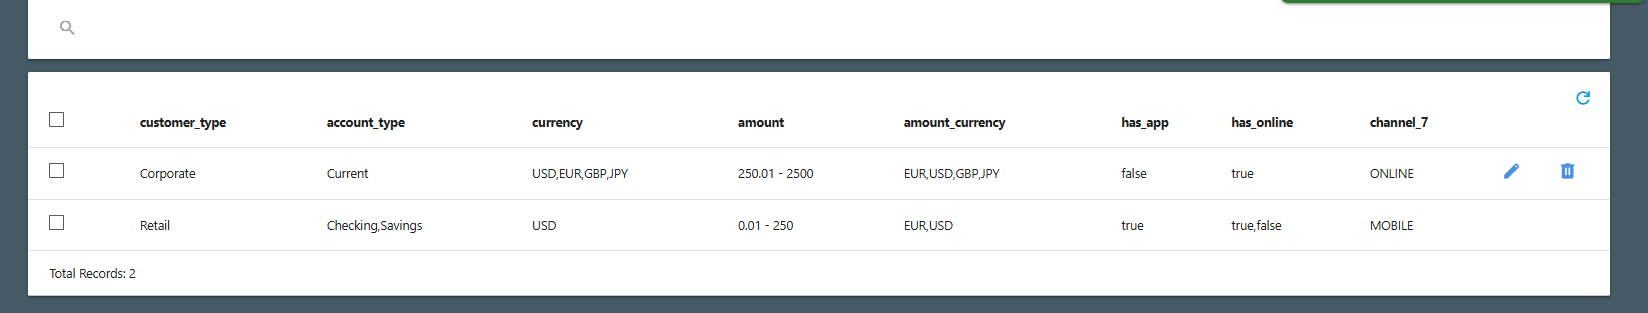 customer_type account_type currency amount amount_currency has_app has_online channel_7
Corporate Current USD,EUR,GBP,JPY 250.01 - 2500 EUR,USD,GBP,JPY false true ONLINE
Retail Checking,Savings USD 0.01 - 250 EUR,USD true true,false MOBILE
Total Records: 2